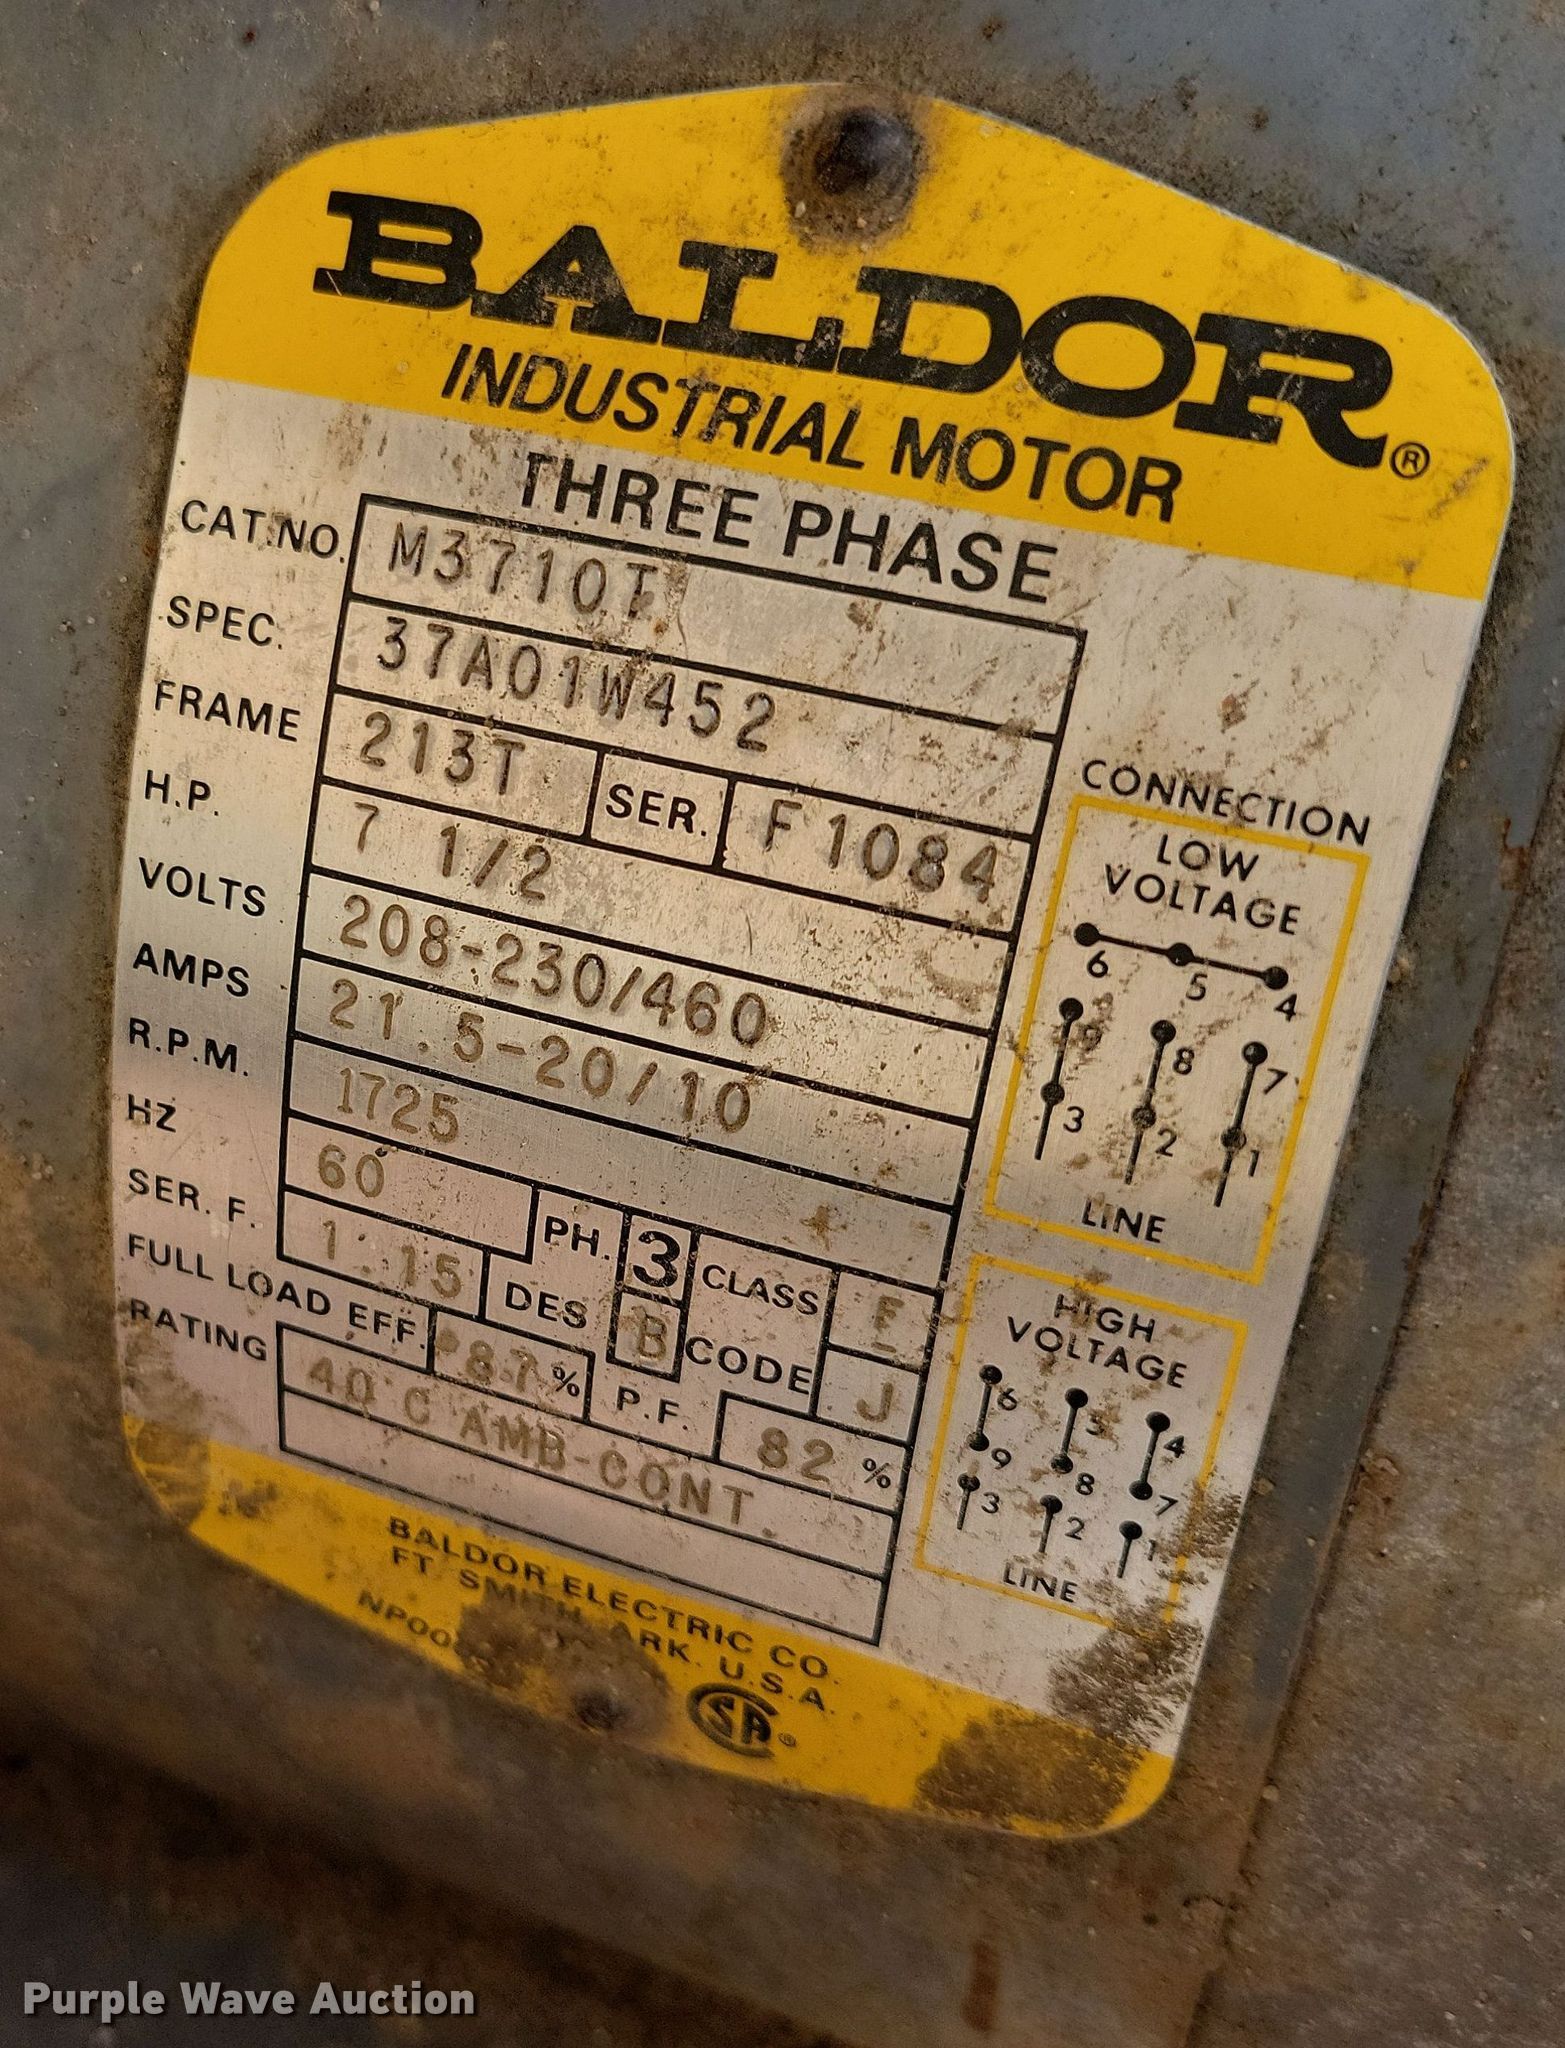 BALDOR®
INDUSTRIAL MOTOR
THREE PHASE
CAT.NO. M3710T
SPEC. 37A01W452
FRAME 213T SER. F1084
H.P. 7 1/2
VOLTS 208-230/460
AMPS 21.5-20/10
R.P.M. 1725
HZ 60 PH. 3 CLASS F
SER. F. 1.15 DES B CODE J
FULL LOAD EFF. 87 % P.F. 82 %
RATING 40 C AMB-CONT.
CONNECTION
LOW
VOLTAGE
6 5 4
9 8 7
3 2 1
LINE
HIGH
VOLTAGE
6 5 4
9 8 7
3 2 1
LINE
BALDOR ELECTRIC CO.
FT. SMITH, ARK. U.S.A.
SA®
Purple Wave Auction